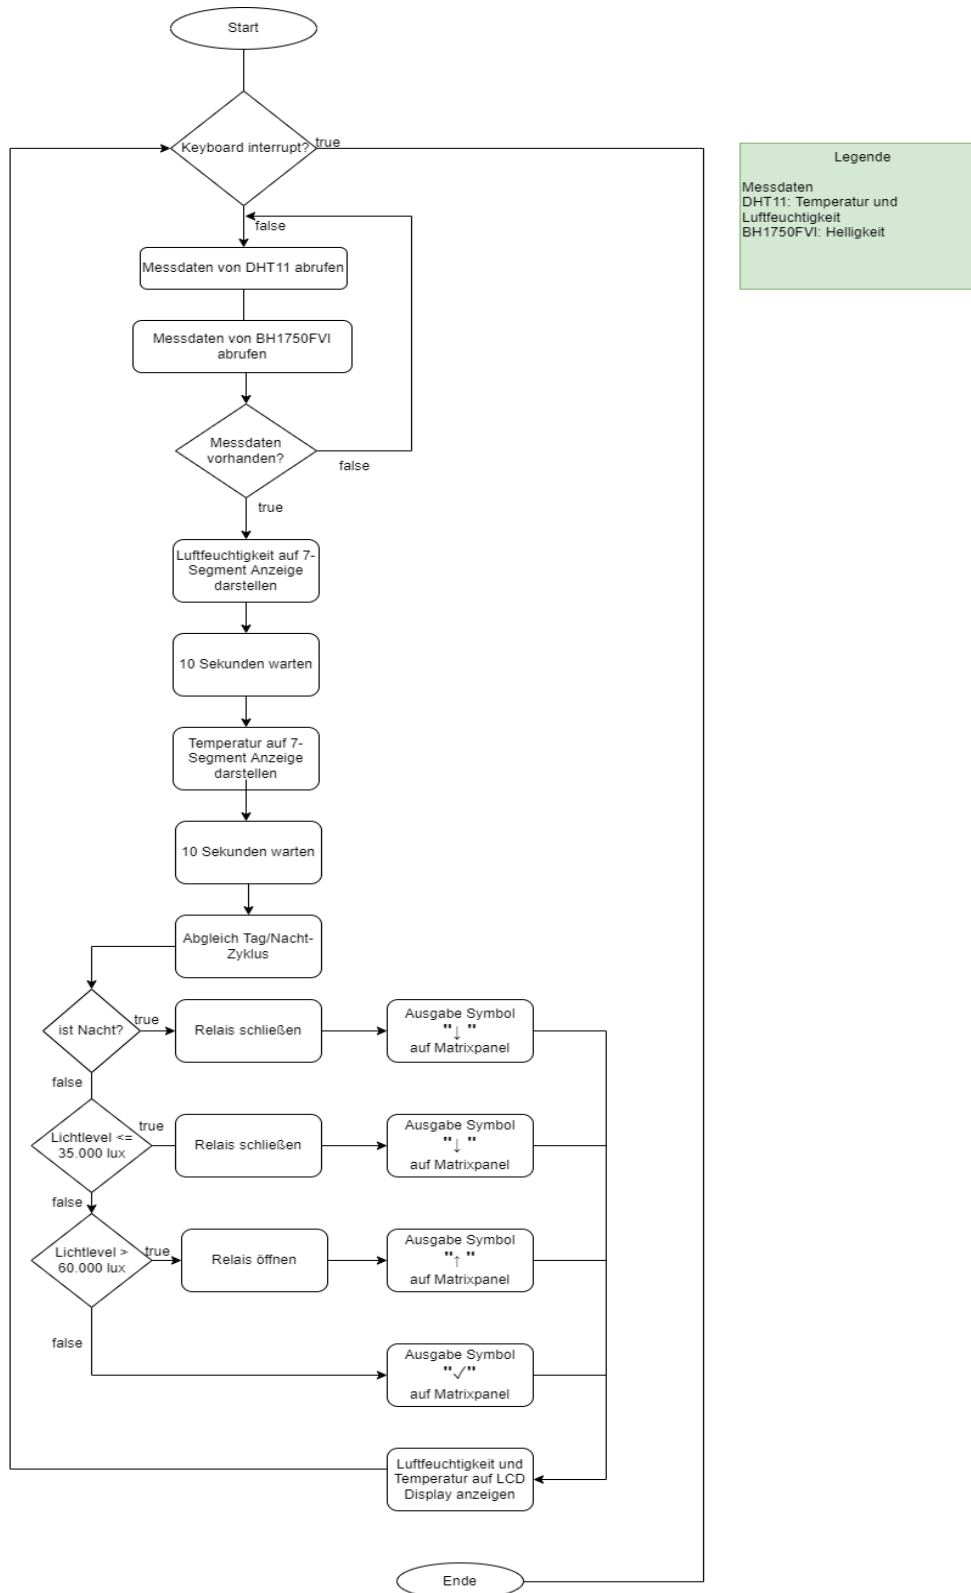 Start
Keyboard interrupt?
true
false
Legende
Messdaten
DHT11: Temperatur und
Luftfeuchtigkeit
BH1750FVI: Helligkeit
Messdaten von DHT11 abrufen
Messdaten von BH1750FVI
abrufen
Messdaten
vorhanden?
false
true
Luftfeuchtigkeit auf 7-
Segment Anzeige
darstellen
10 Sekunden warten
Temperatur auf 7-
Segment Anzeige
darstellen
10 Sekunden warten
Abgleich Tag/Nacht-
Zyklus
ist Nacht?
true
Relais schließen
Ausgabe Symbol
"↓ "
auf Matrixpanel
false
Lichtlevel <=
35.000 lux
true
Relais schließen
Ausgabe Symbol
"↓ "
auf Matrixpanel
false
Lichtlevel >
60.000 lux
true
Relais öffnen
Ausgabe Symbol
"↑ "
auf Matrixpanel
false
Ausgabe Symbol
"✓"
auf Matrixpanel
Luftfeuchtigkeit und
Temperatur auf LCD
Display anzeigen
Ende